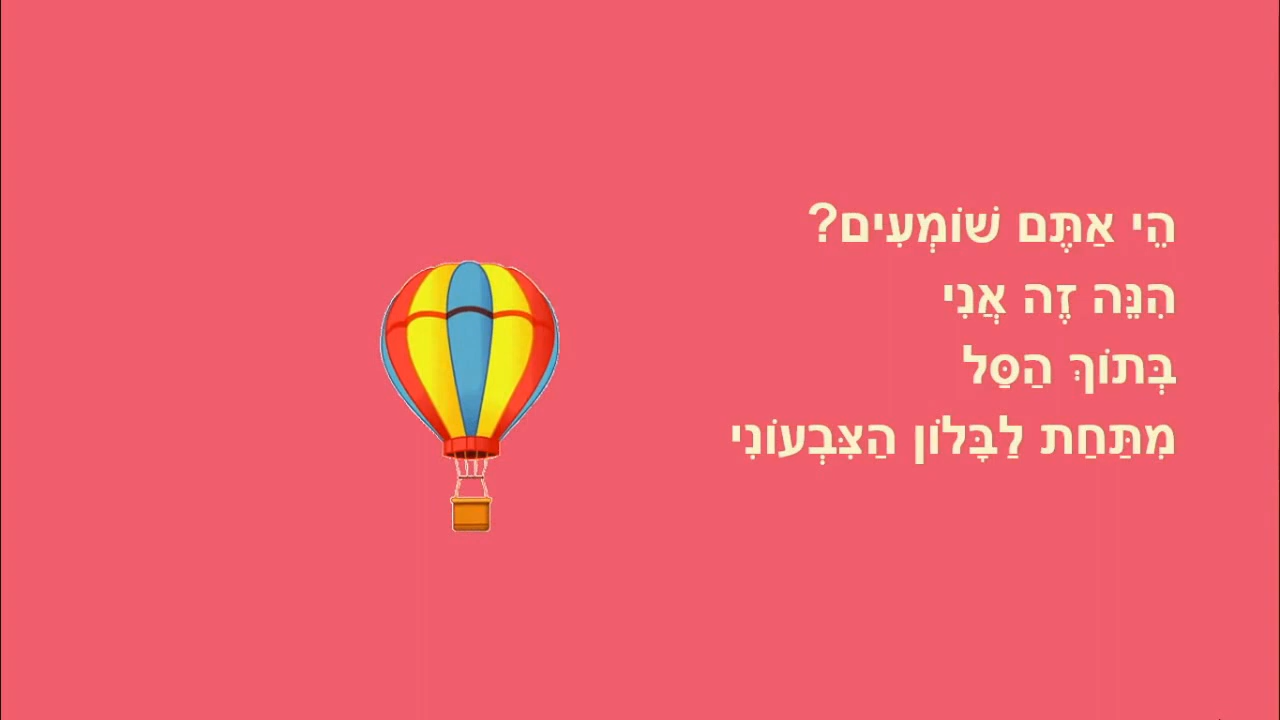 הֵי אַתֶּם שׁוֹמְעִים?
הִנֵּה זֶה אֲנִי
בְּתוֹךְ הַסַּל
מִתַּחַת לַבָּלוֹן הַצִּבְעוֹנִי